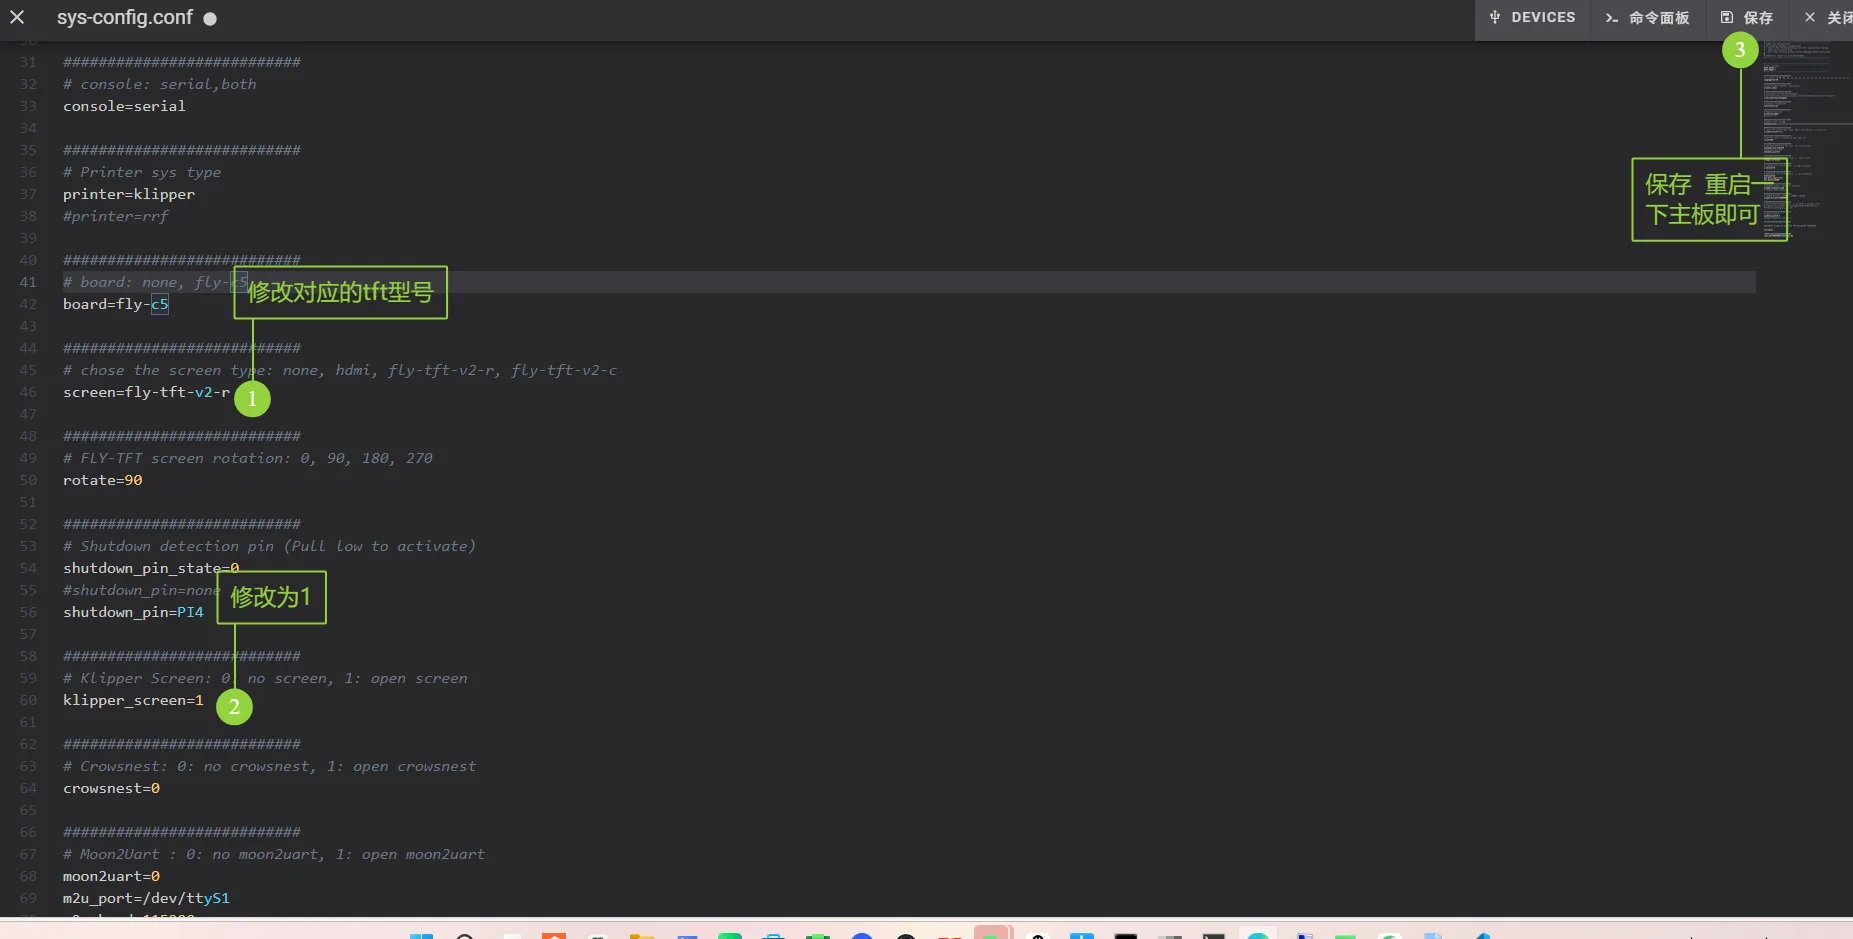 sys-config.conf
DEVICES
命令面板
保存
关闭
31 ###########################
32 # console: serial,both
33 console=serial
34
35 ###########################
36 # Printer sys type
37 printer=klipper
38 #printer=rrf
39
40 ###########################
41 # board: none, fly-c5
42 board=fly-c5
43
44 ###########################
45 # chose the screen type: none, hdmi, fly-tft-v2-r, fly-tft-v2-c
46 screen=fly-tft-v2-r
47
48 ###########################
49 # FLY-TFT screen rotation: 0, 90, 180, 270
50 rotate=90
51
52 ###########################
53 # Shutdown detection pin (Pull low to activate)
54 shutdown_pin_state=0
55 #shutdown_pin=none
56 shutdown_pin=PI4
57
58 ###########################
59 # Klipper Screen: 0: no screen, 1: open screen
60 klipper_screen=1
61
62 ###########################
63 # Crowsnest: 0: no crowsnest, 1: open crowsnest
64 crowsnest=0
65
66 ###########################
67 # Moon2Uart : 0: no moon2uart, 1: open moon2uart
68 moon2uart=0
69 m2u_port=/dev/ttyS1
修改对应的tft型号
1
修改为1
2
3
保存 重启一
下主板即可